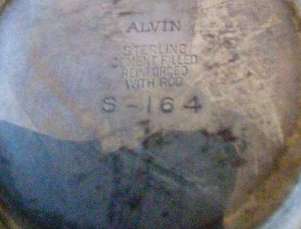 ALVIN
STERLING
CEMENT FILLED
REINFORCED
WITH ROD
S-164